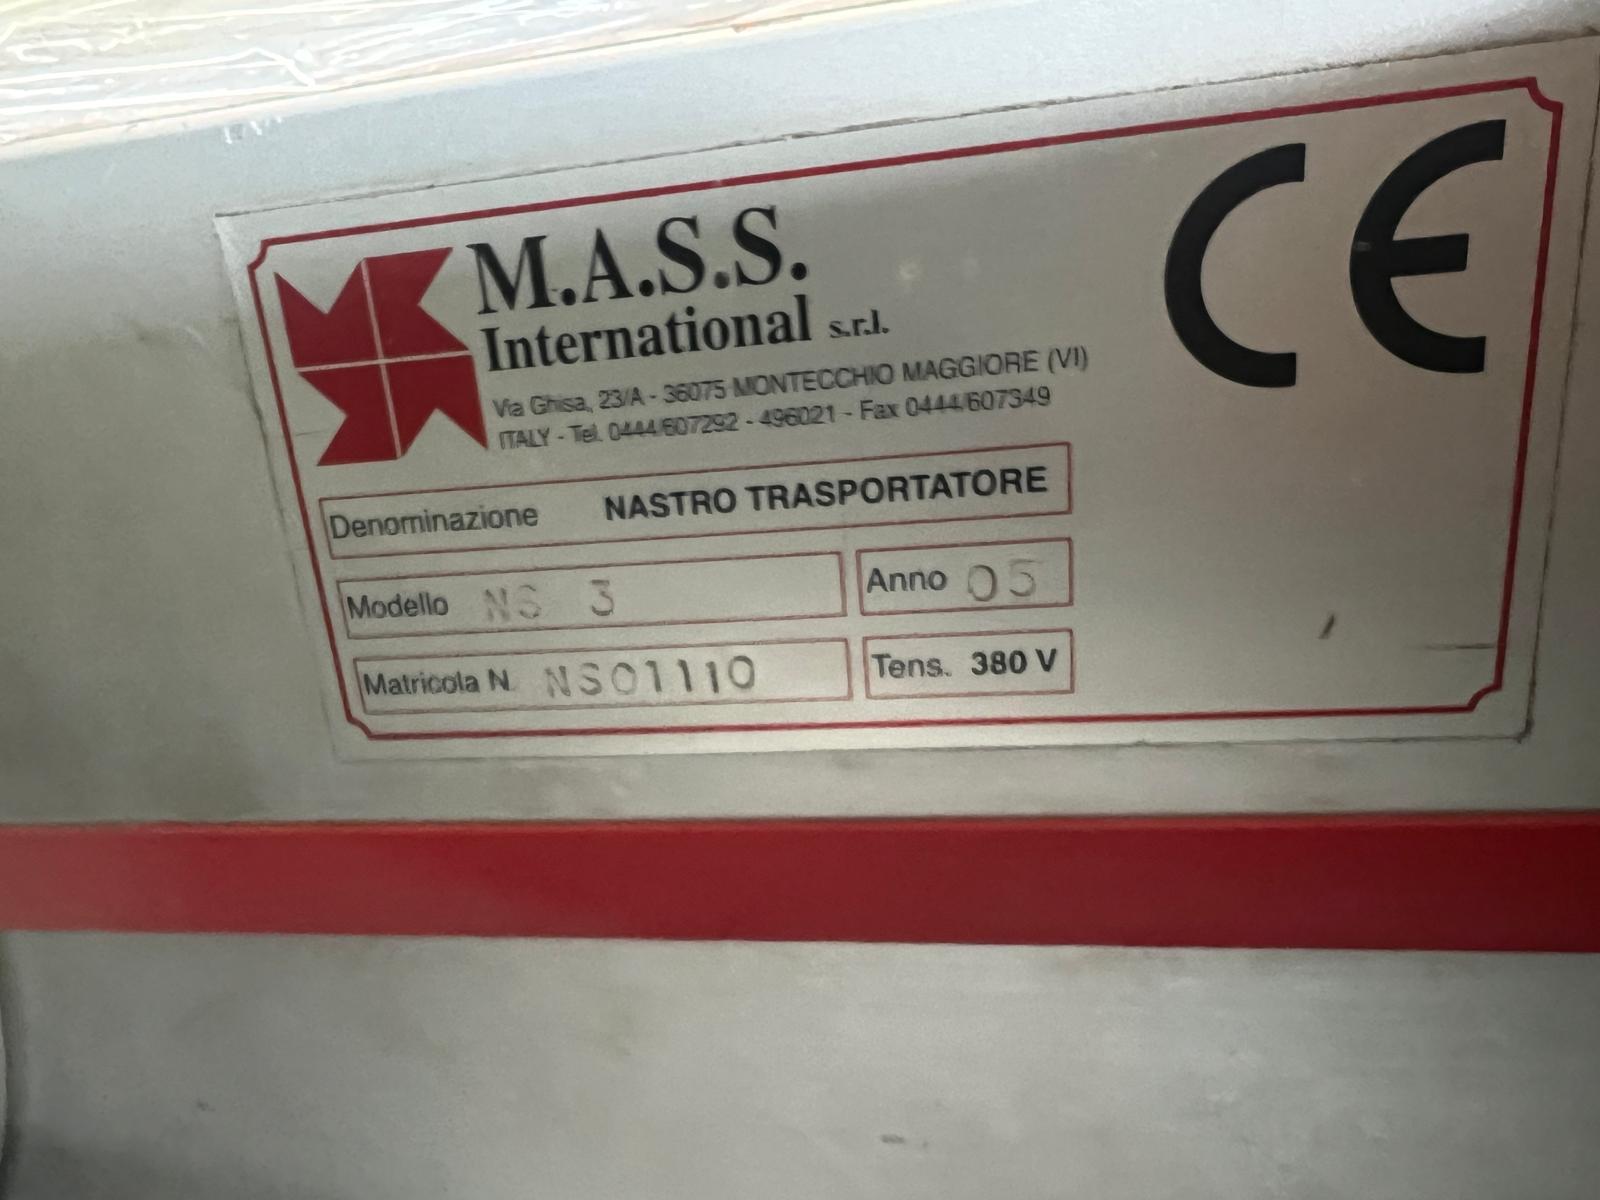 M.A.S.S.
International s.r.l.
Via Ghisa, 23/A - 36075 MONTECCHIO MAGGIORE (VI)
ITALY - Tel. 0444/607292 - 496021 - Fax 0444/607349
CE
Denominazione NASTRO TRASPORTATORE
Modello NS 3 Anno 05
Matricola N. NS01110 Tens. 380 V